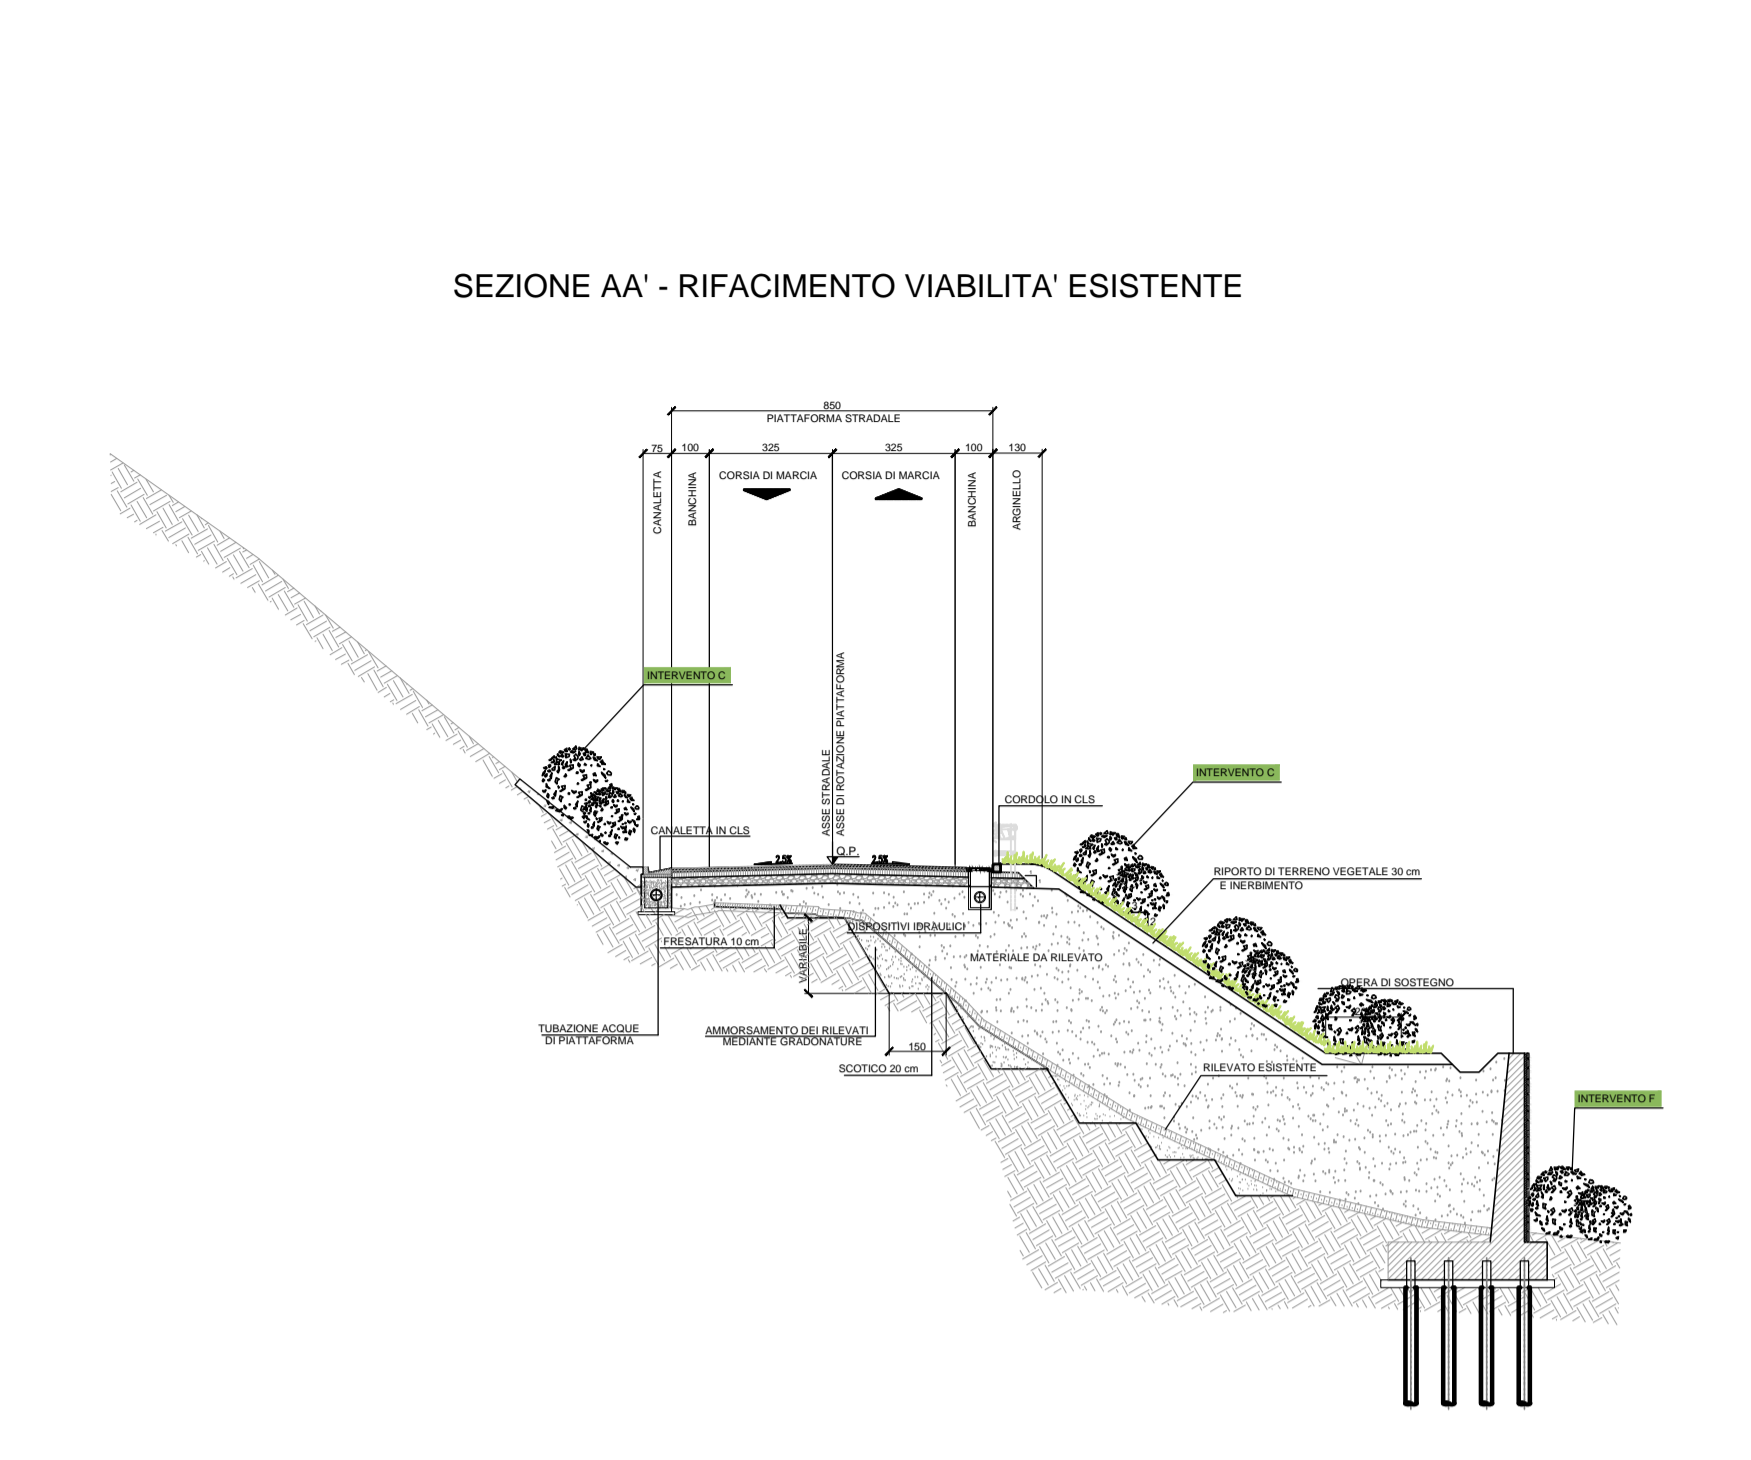 SEZIONE AA' - RIFACIMENTO VIABILITA' ESISTENTE
850
PIATTAFORMA STRADALE
75
100
325
325
100
130
CANALETTA
BANCHINA
CORSIA DI MARCIA
CORSIA DI MARCIA
BANCHINA
ARGINELLO
ASSE STRADALE
ASSE DI ROTAZIONE PIATTAFORMA
INTERVENTO C
INTERVENTO C
CORDOLO IN CLS
CANALETTA IN CLS
2.5%
Q.P.
2.5%
RIPORTO DI TERRENO VEGETALE 30 cm
E INERBIMENTO
DISPOSITIVI IDRAULICI
FRESATURA 10 cm
VARIABILE
MATERIALE DA RILEVATO
OPERA DI SOSTEGNO
TUBAZIONE ACQUE
DI PIATTAFORMA
AMMORSAMENTO DEI RILEVATI
MEDIANTE GRADONATURE
150
SCOTICO 20 cm
RILEVATO ESISTENTE
INTERVENTO F